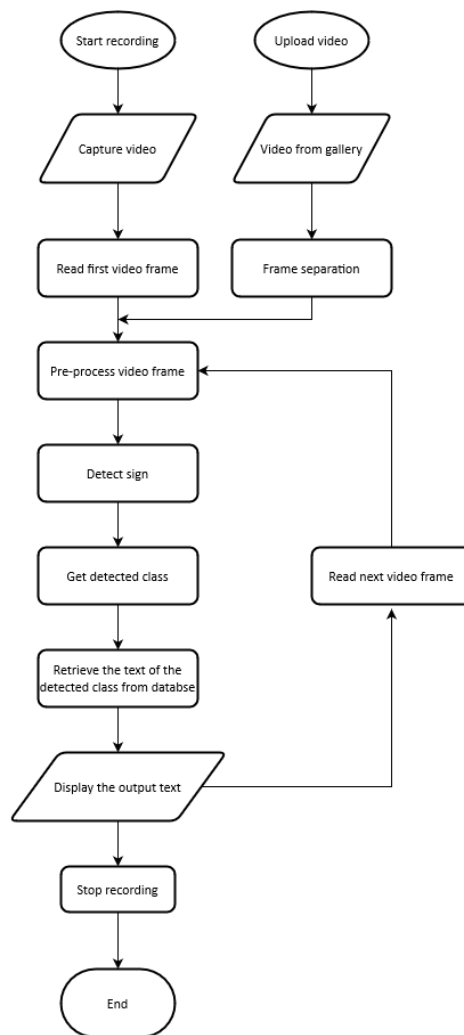 Start recording
Upload video
Capture video
Video from gallery
Read first video frame
Frame separation
Pre-process video frame
Detect sign
Get detected class
Read next video frame
Retrieve the text of the
detected class from databse
Display the output text
Stop recording
End